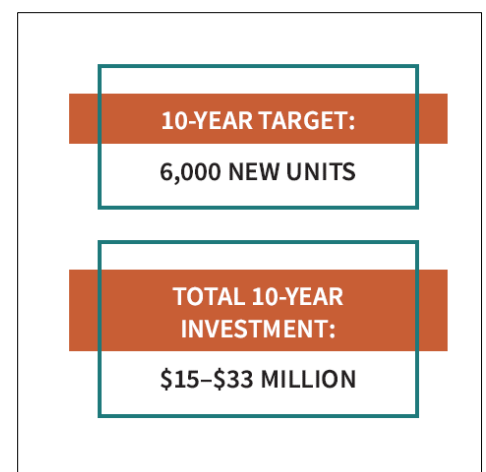 10-YEAR TARGET:
6,000 NEW UNITS
TOTAL 10-YEAR
INVESTMENT:
$15–$33 MILLION